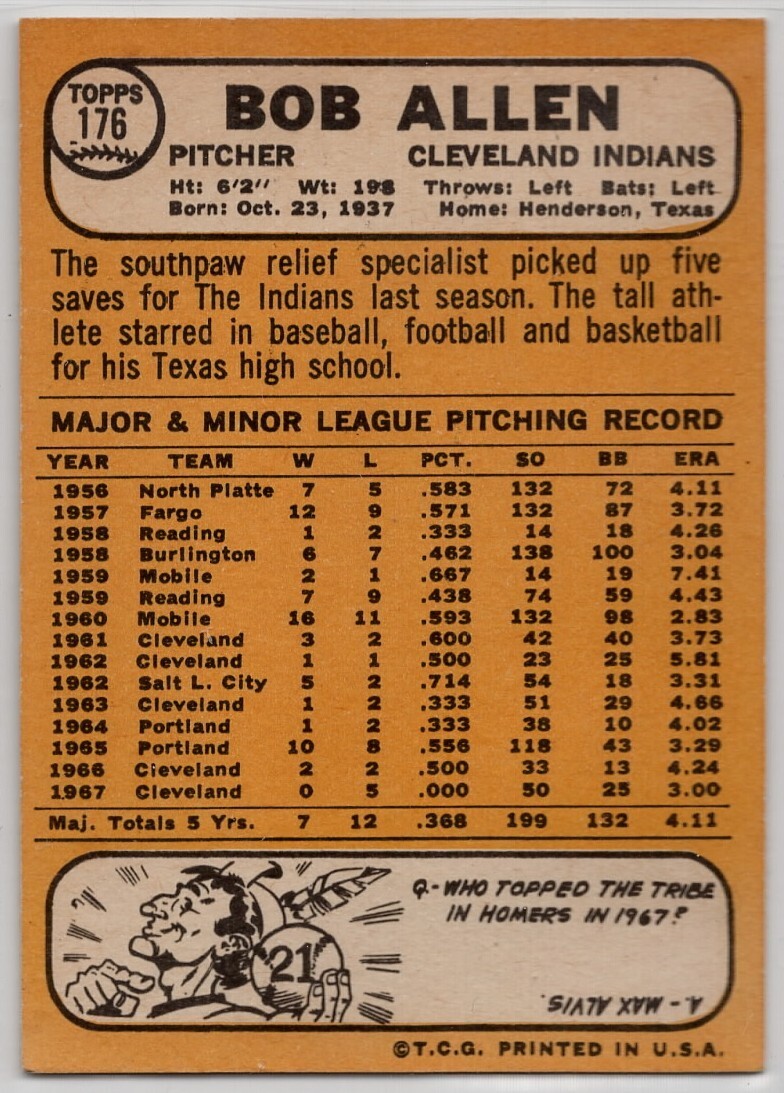 TOPPS
176
BOB ALLEN
PITCHER CLEVELAND INDIANS
Ht: 6'2" Wt: 198 Throws: Left Bats: Left
Born: Oct. 23, 1937 Home: Henderson, Texas
The southpaw relief specialist picked up five
saves for The Indians last season. The tall ath-
lete starred in baseball, football and basketball
for his Texas high school.
MAJOR & MINOR LEAGUE PITCHING RECORD
YEAR TEAM W L PCT. SO BB ERA
1956 North Platte 7 5 .583 132 72 4.11
1957 Fargo 12 9 .571 132 87 3.72
1958 Reading 1 2 .333 14 18 4.26
1958 Burlington 6 7 .462 138 100 3.04
1959 Mobile 2 1 .667 14 19 7.41
1959 Reading 7 9 .438 74 59 4.43
1960 Mobile 16 11 .593 132 98 2.83
1961 Cleveland 3 2 .600 42 40 3.73
1962 Cleveland 1 1 .500 23 25 5.81
1962 Salt L. City 5 2 .714 54 18 3.31
1963 Cleveland 1 2 .333 51 29 4.66
1964 Portland 1 2 .333 38 10 4.02
1965 Portland 10 8 .556 118 43 3.29
1966 Cleveland 2 2 .500 33 13 4.24
1967 Cleveland 0 5 .000 50 25 3.00
Maj. Totals 5 Yrs. 7 12 .368 199 132 4.11
Q-WHO TOPPED THE TRIBE
IN HOMERS IN 1967?
21
A- MAX ALVIS.
©T.C.G. PRINTED IN U.S.A.